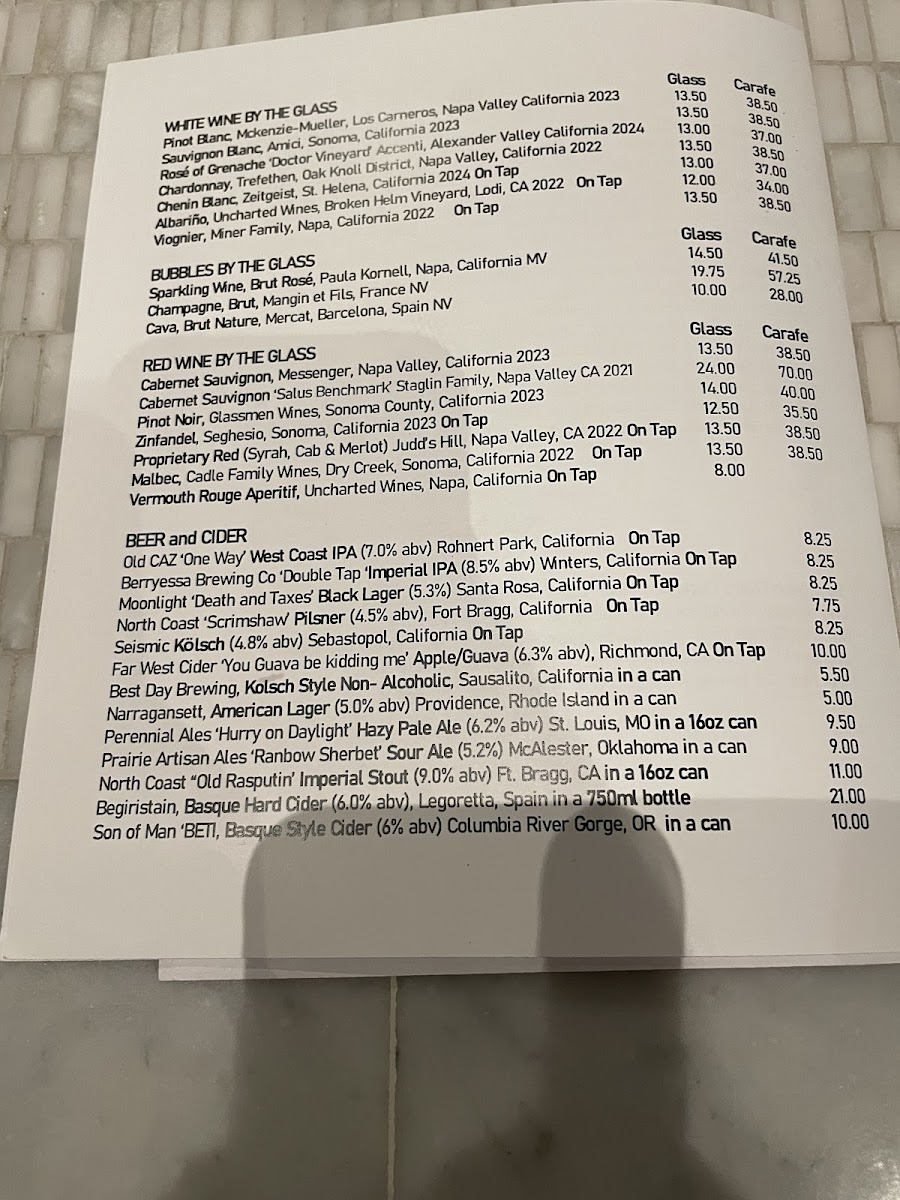 WHITE WINE BY THE GLASS Glass Carafe
Pinot Blanc, Mckenzie-Mueller, Los Carneros, Napa Valley California 2023 13.50 38.50
Sauvignon Blanc, Amici, Sonoma, California 2023 13.50 38.50
Rosé of Grenache 'Doctor Vineyard' Accenti, Alexander Valley California 2024 13.00 37.00
Chardonnay, Trefethen, Oak Knoll District, Napa Valley, California 2022 13.50 38.50
Chenin Blanc, Zeitgeist, St. Helena, California 2024 On Tap 13.00 37.00
Albariño, Uncharted Wines, Broken Helm Vineyard, Lodi, CA 2022 On Tap 12.00 34.00
Viognier, Miner Family, Napa, California 2022 On Tap 13.50 38.50
BUBBLES BY THE GLASS Glass Carafe
Sparkling Wine, Brut Rosé, Paula Kornell, Napa, California MV 14.50 41.50
Champagne, Brut, Mangin et Fils, France NV 19.75 57.25
Cava, Brut Nature, Mercat, Barcelona, Spain NV 10.00 28.00
RED WINE BY THE GLASS Glass Carafe
Cabernet Sauvignon, Messenger, Napa Valley, California 2023 13.50 38.50
Cabernet Sauvignon 'Salus Benchmark' Staglin Family, Napa Valley CA 2021 24.00 70.00
Pinot Noir, Glassmen Wines, Sonoma County, California 2023 14.00 40.00
Zinfandel, Seghesio, Sonoma, California 2023 On Tap 12.50 35.50
Proprietary Red (Syrah, Cab & Merlot) Judd's Hill, Napa Valley, CA 2022 On Tap 13.50 38.50
Malbec, Cadle Family Wines, Dry Creek, Sonoma, California 2022 On Tap 13.50 38.50
Vermouth Rouge Aperitif, Uncharted Wines, Napa, California On Tap 8.00
BEER and CIDER
Old CAZ 'One Way' West Coast IPA (7.0% abv) Rohnert Park, California On Tap 8.25
Berryessa Brewing Co 'Double Tap 'Imperial IPA (8.5% abv) Winters, California On Tap 8.25
Moonlight 'Death and Taxes' Black Lager (5.3%) Santa Rosa, California On Tap 8.25
North Coast 'Scrimshaw' Pilsner (4.5% abv), Fort Bragg, California On Tap 7.75
Seismic Kölsch (4.8% abv) Sebastopol, California On Tap 8.25
Far West Cider 'You Guava be kidding me' Apple/Guava (6.3% abv), Richmond, CA On Tap 10.00
Best Day Brewing, Kolsch Style Non- Alcoholic, Sausalito, California in a can 5.50
Narragansett, American Lager (5.0% abv) Providence, Rhode Island in a can 5.00
Perennial Ales 'Hurry on Daylight' Hazy Pale Ale (6.2% abv) St. Louis, MO in a 16oz can 9.50
Prairie Artisan Ales 'Ranbow Sherbet' Sour Ale (5.2%) McAlester, Oklahoma in a can 9.00
North Coast "Old Rasputin' Imperial Stout (9.0% abv) Ft. Bragg, CA in a 16oz can 11.00
Begiristain, Basque Hard Cider (6.0% abv), Legoretta, Spain in a 750ml bottle 21.00
Son of Man 'BETI, Basque Style Cider (6% abv) Columbia River Gorge, OR in a can 10.00